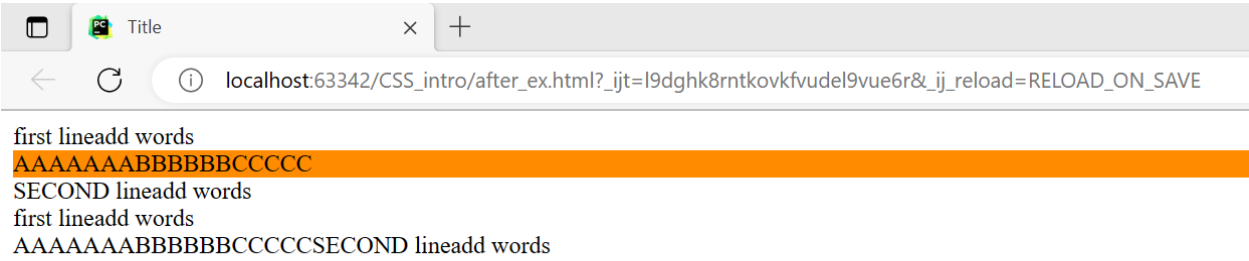 PC
Title
localhost:63342/CSS_intro/after_ex.html?_ijt=l9dghk8rntkovkfvudel9vue6r&_ij_reload=RELOAD_ON_SAVE
first lineadd words
AAAAAAABBBBBBCCCCC
SECOND lineadd words
first lineadd words
AAAAAAABBBBBBCCCCCSECOND lineadd words